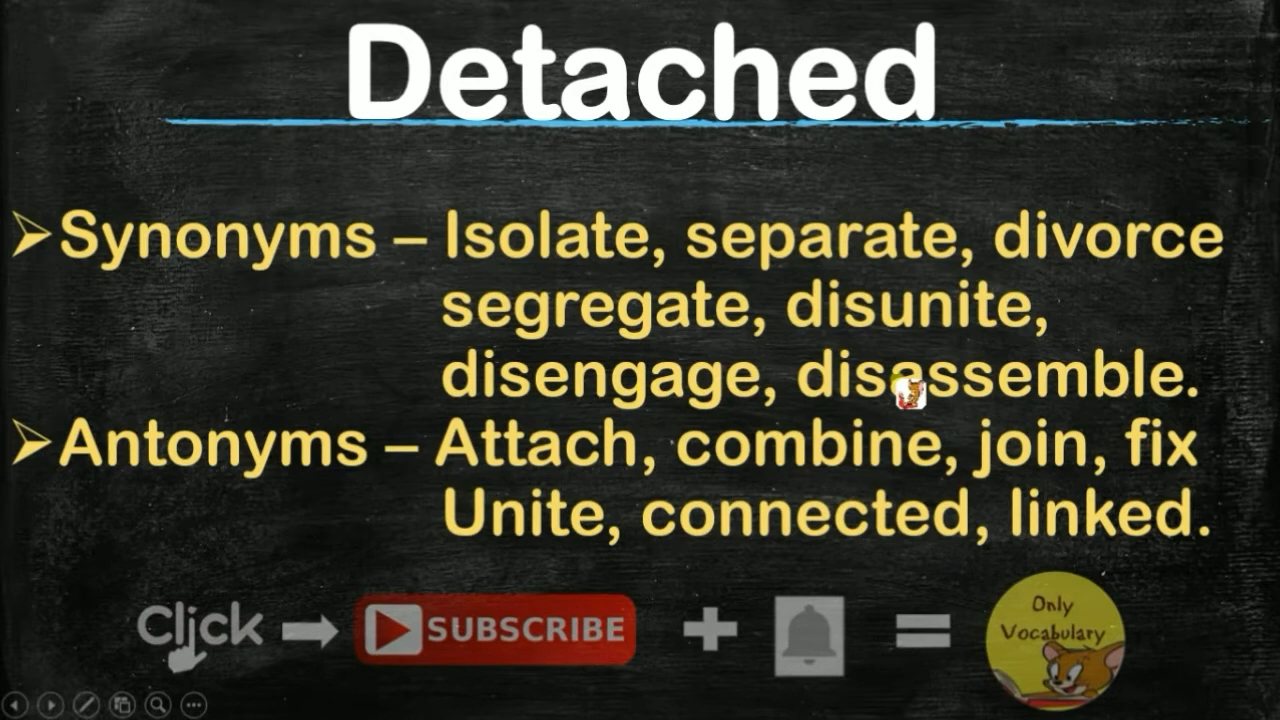 Detached
➢Synonyms – Isolate, separate, divorce
segregate, disunite,
disengage, disassemble.
➢Antonyms – Attach, combine, join, fix
Unite, connected, linked.
Click
SUBSCRIBE
+
=
Only
Vocabulary